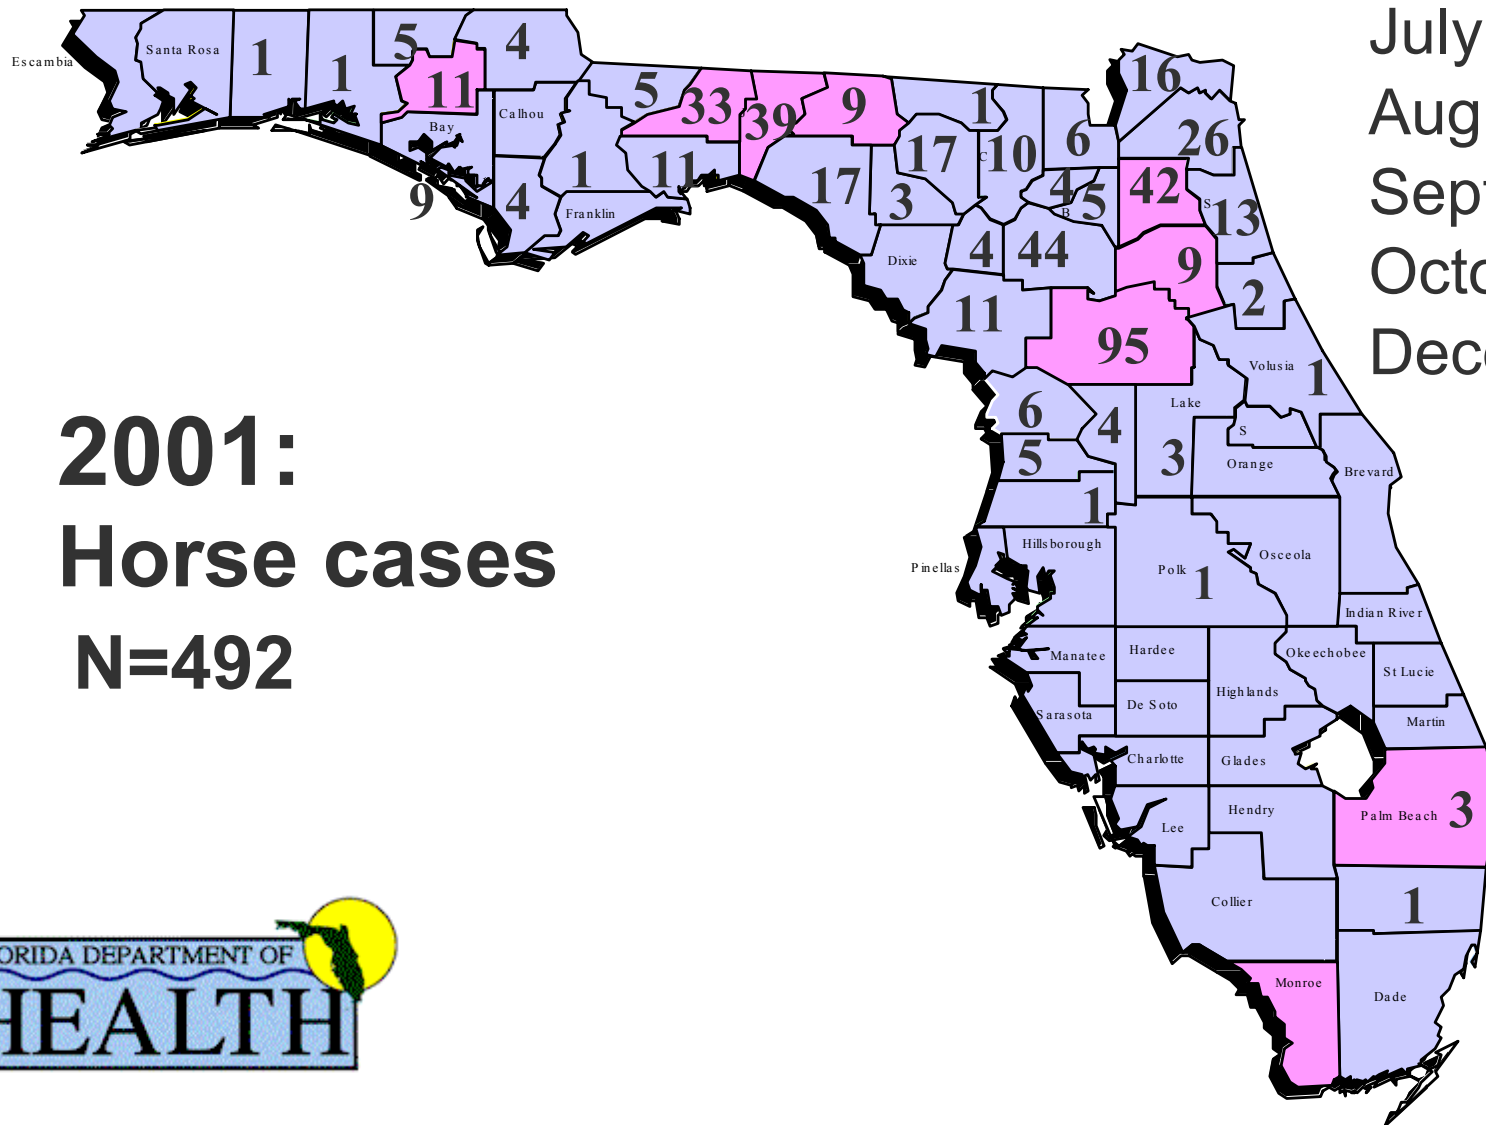 July
Aug
Sept
Octo
Dece
Escambia
Santa Rosa
1
1
5
4
11
Calhou
Bay
9
4
1
Franklin
5
33
39
9
11
17
3
17
1
C
10
6
16
26
4
B
5
42
S
13
Dixie
4
44
9
2
11
95
Volusia
1
6
4
Lake
3
S
Orange
Brevard
5
1
Hillsborough
Pinellas
Polk
1
Osceola
Indian River
Manatee
Hardee
Okeechobee
St Lucie
Highlands
Sarasota
De Soto
Martin
Charlotte
Glades
Hendry
Lee
Palm Beach
3
Collier
1
Monroe
Dade
2001:
Horse cases
N=492
ORIDA DEPARTMENT OF
HEALTH